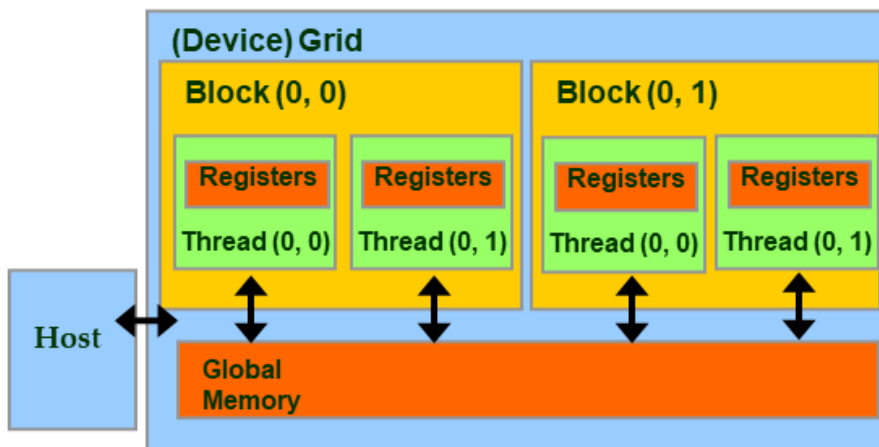 (Device) Grid
Block (0, 0)
Block (0, 1)
Registers
Registers
Registers
Registers
Thread (0, 0)
Thread (0, 1)
Thread (0, 0)
Thread (0, 1)
Host
Global
Memory